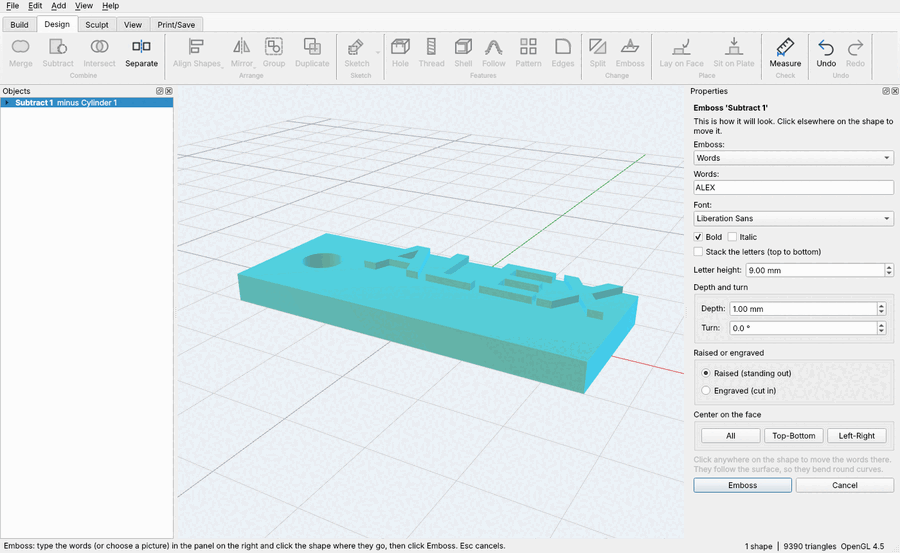 File Edit Add View Help
Build Design Sculpt View Print/Save
Merge Subtract Intersect Separate Align Shapes Mirror Group Duplicate Sketch Hole Thread Shell Follow Pattern Edges Split Emboss Lay on Face Sit on Plate Measure Undo Redo
Combine Arrange Sketch Features Change Place Check Undo
Objects
Subtract 1 minus Cylinder 1
ALEX
Properties
Emboss 'Subtract 1'
This is how it will look. Click elsewhere on the shape to
move it.
Emboss:
Words
Words:
ALEX
Font:
Liberation Sans
Bold Italic
Stack the letters (top to bottom)
Letter height: 9.00 mm
Depth and turn
Depth: 1.00 mm
Turn: 0.0 °
Raised or engraved
Raised (standing out)
Engraved (cut in)
Center on the face
All Top-Bottom Left-Right
Click anywhere on the shape to move the words there.
They follow the surface, so they bend round curves.
Emboss Cancel
Emboss: type the words (or choose a picture) in the panel on the right and click the shape where they go, then click Emboss. Esc cancels.
1 shape | 9390 triangles OpenGL 4.5